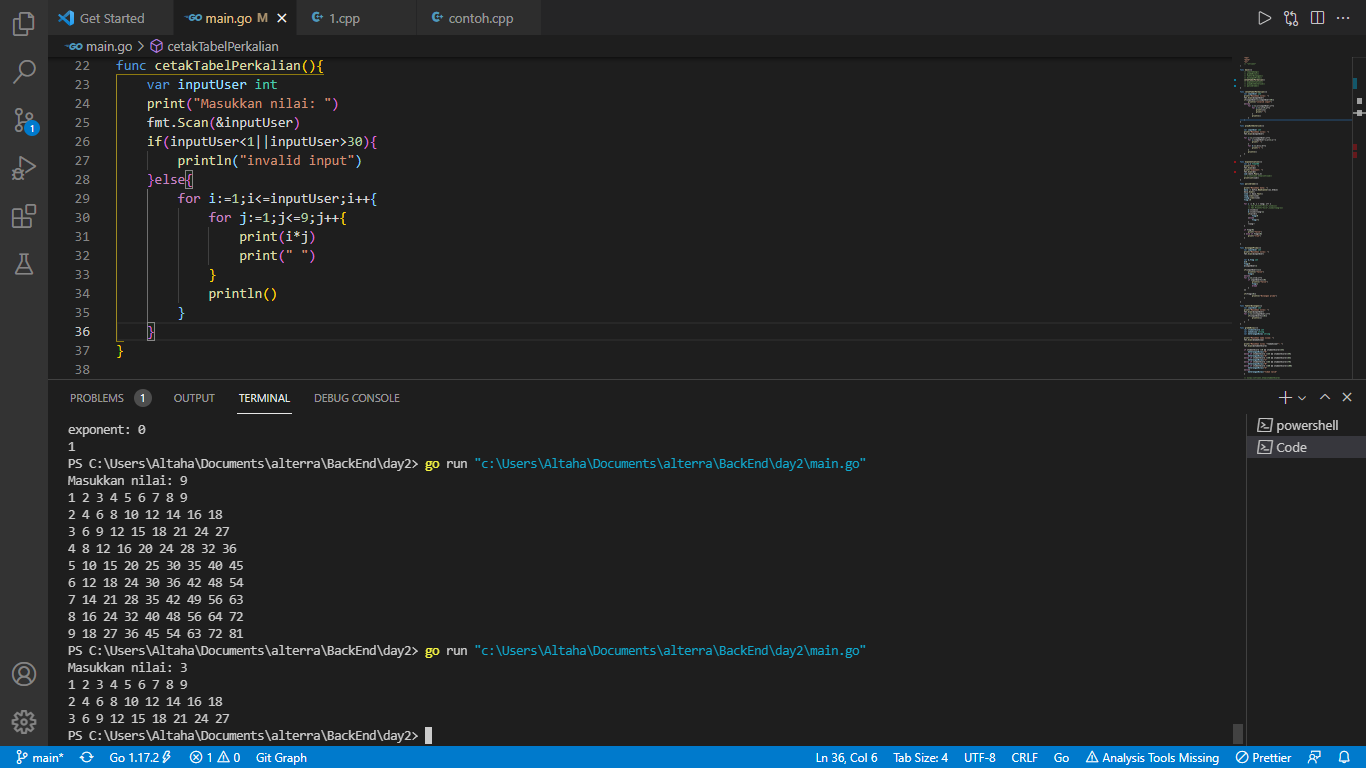 Get Started
main.go M
1.cpp
contoh.cpp
main.go > cetakTabelPerkalian
22 func cetakTabelPerkalian(){
23 var inputUser int
24 print("Masukkan nilai: ")
25 fmt.Scan(&inputUser)
26 if(inputUser<1||inputUser>30){
27 println("invalid input")
28 }else{
29 for i:=1;i<=inputUser;i++{
30 for j:=1;j<=9;j++{
31 print(i*j)
32 print(" ")
33 }
34 println()
35 }
36 }
37 }
38
1
PROBLEMS 1 OUTPUT TERMINAL DEBUG CONSOLE
exponent: 0
1
PS C:\Users\Altaha\Documents\alterra\BackEnd\day2> go run "c:\Users\Altaha\Documents\alterra\BackEnd\day2\main.go"
Masukkan nilai: 9
1 2 3 4 5 6 7 8 9
2 4 6 8 10 12 14 16 18
3 6 9 12 15 18 21 24 27
4 8 12 16 20 24 28 32 36
5 10 15 20 25 30 35 40 45
6 12 18 24 30 36 42 48 54
7 14 21 28 35 42 49 56 63
8 16 24 32 40 48 56 64 72
9 18 27 36 45 54 63 72 81
PS C:\Users\Altaha\Documents\alterra\BackEnd\day2> go run "c:\Users\Altaha\Documents\alterra\BackEnd\day2\main.go"
Masukkan nilai: 3
1 2 3 4 5 6 7 8 9
2 4 6 8 10 12 14 16 18
3 6 9 12 15 18 21 24 27
PS C:\Users\Altaha\Documents\alterra\BackEnd\day2>
powershell
Code
main* Go 1.17.2 1 0 Git Graph Ln 36, Col 6 Tab Size: 4 UTF-8 CRLF Go Analysis Tools Missing Prettier